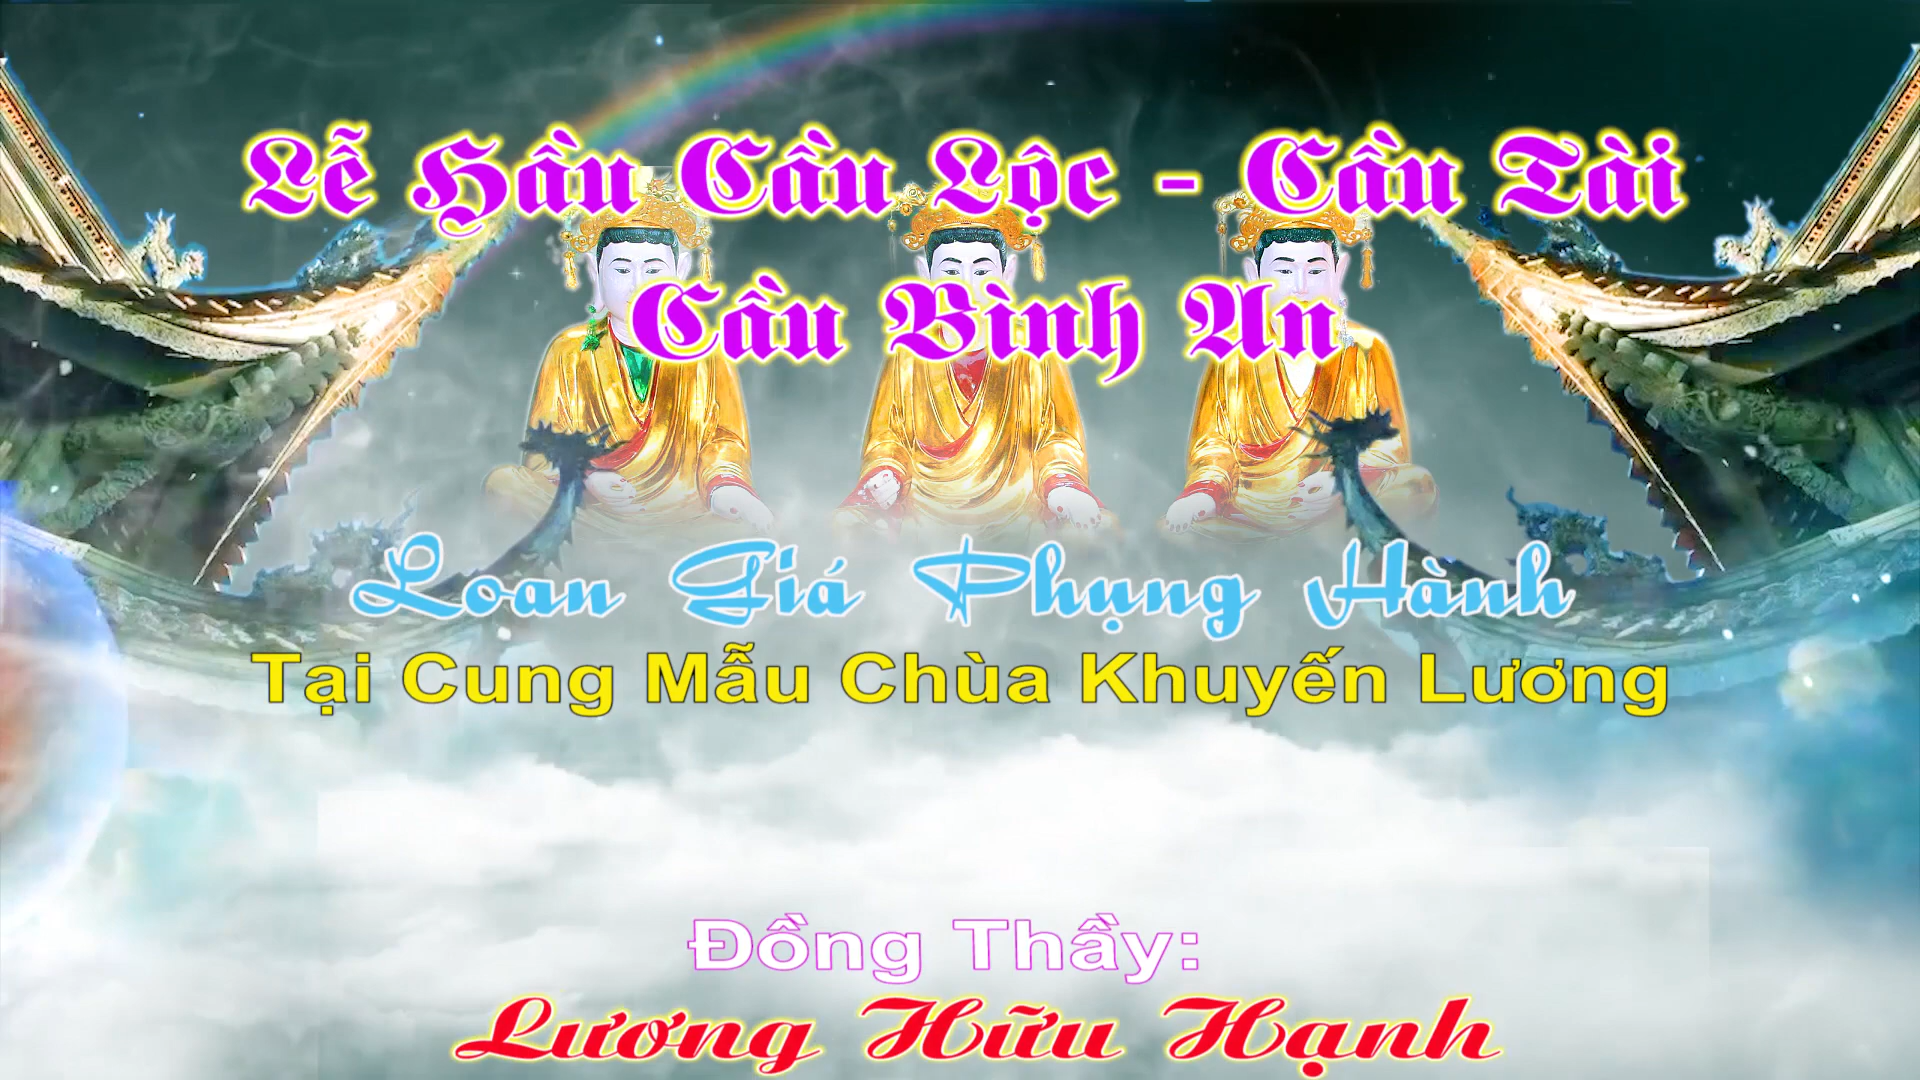 Lễ Hầu Cầu Lộc - Cầu Tài
Cầu Bình An
Loan Giá Phụng Hành
Tại Cung Mẫu Chùa Khuyến Lương
Đồng Thầy:
Lương Hữu Hạnh